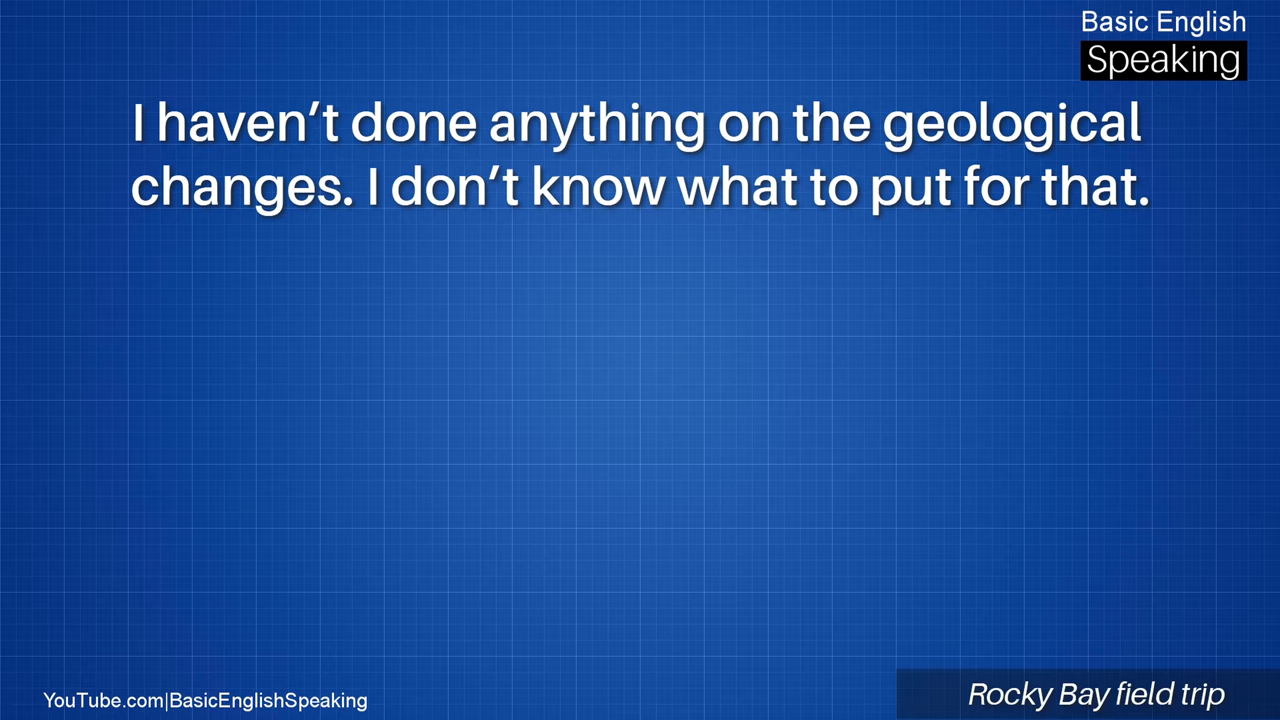 Basic English
Speaking
I haven’t done anything on the geological
changes. I don’t know what to put for that.
YouTube.com|BasicEnglishSpeaking
Rocky Bay field trip